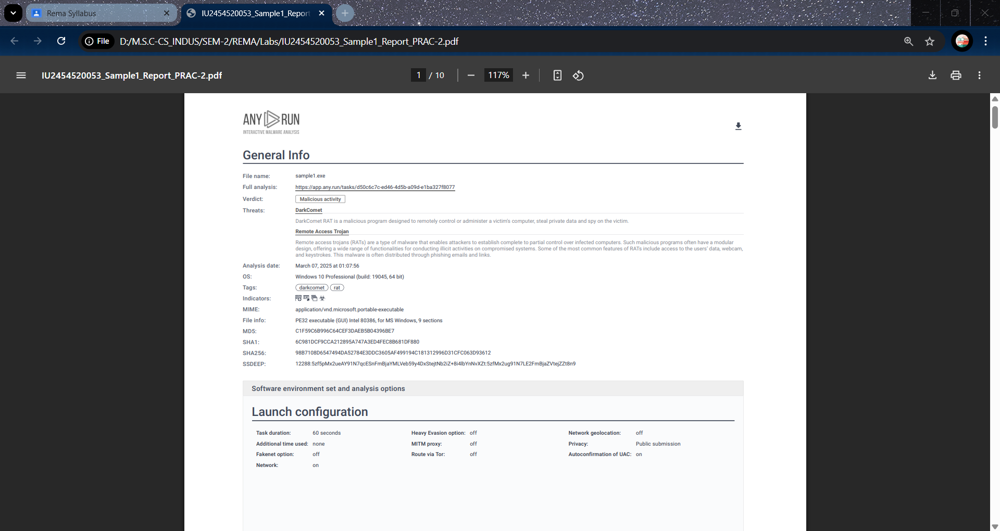 Rema Syllabus
IU2454520053_Sample1_Repor
File
D:/M.S.C-CS_INDUS/SEM-2/REMA/Labs/IU2454520053_Sample1_Report_PRAC-2.pdf
IU2454520053_Sample1_Report_PRAC-2.pdf
1 / 10
117%
ANY RUN
INTERACTIVE MALWARE ANALYSIS
General Info
File name: sample1.exe
Full analysis: https://app.any.run/tasks/d50c6c7c-ed46-4d5b-a09d-e1ba327f8077
Verdict: Malicious activity
Threats: DarkComet
DarkComet RAT is a malicious program designed to remotely control or administer a victim's computer, steal private data and spy on the victim.
Remote Access Trojan
Remote access trojans (RATs) are a type of malware that enables attackers to establish complete to partial control over infected computers. Such malicious programs often have a modular
design, offering a wide range of functionalities for conducting illicit activities on compromised systems. Some of the most common features of RATs include access to the users' data, webcam,
and keystrokes. This malware is often distributed through phishing emails and links.
Analysis date: March 07, 2025 at 01:07:56
OS: Windows 10 Professional (build: 19045, 64 bit)
Tags: darkcomet rat
Indicators:
MIME: application/vnd.microsoft.portable-executable
File info: PE32 executable (GUI) Intel 80386, for MS Windows, 9 sections
MD5: C1F59C6B996C64CEF3DAEB5B04396BE7
SHA1: 6C981DCF9CCA212895A747A3ED4FEC8B681DF880
SHA256: 98B7108D6547494DA52784E3DDC3605AF499194C181312996D31CFC063D93612
SSDEEP: 12288:5zf5pMx2ueAY91N7qcESnFmBjaYMLVeb59y4DxStejtNb2iZ+8i4lbYnNvXZt:5zfMx2ug91N7LE2FmBjaZVtejZZt8n9
Software environment set and analysis options
Launch configuration
Task duration: 60 seconds Heavy Evasion option: off Network geolocation: off
Additional time used: none MITM proxy: off Privacy: Public submission
Fakenet option: off Route via Tor: off Autoconfirmation of UAC: on
Network: on